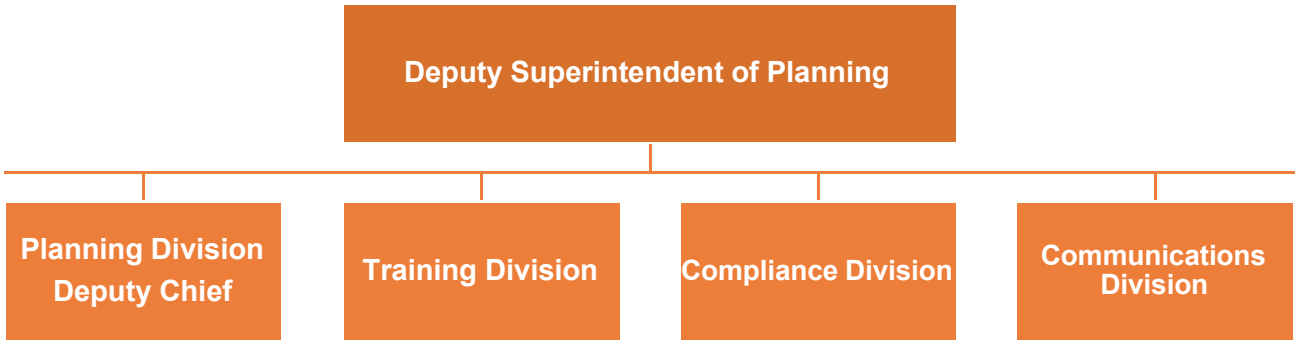 Deputy Superintendent of Planning
Planning Division
Deputy Chief
Training Division
Compliance Division
Communications
Division